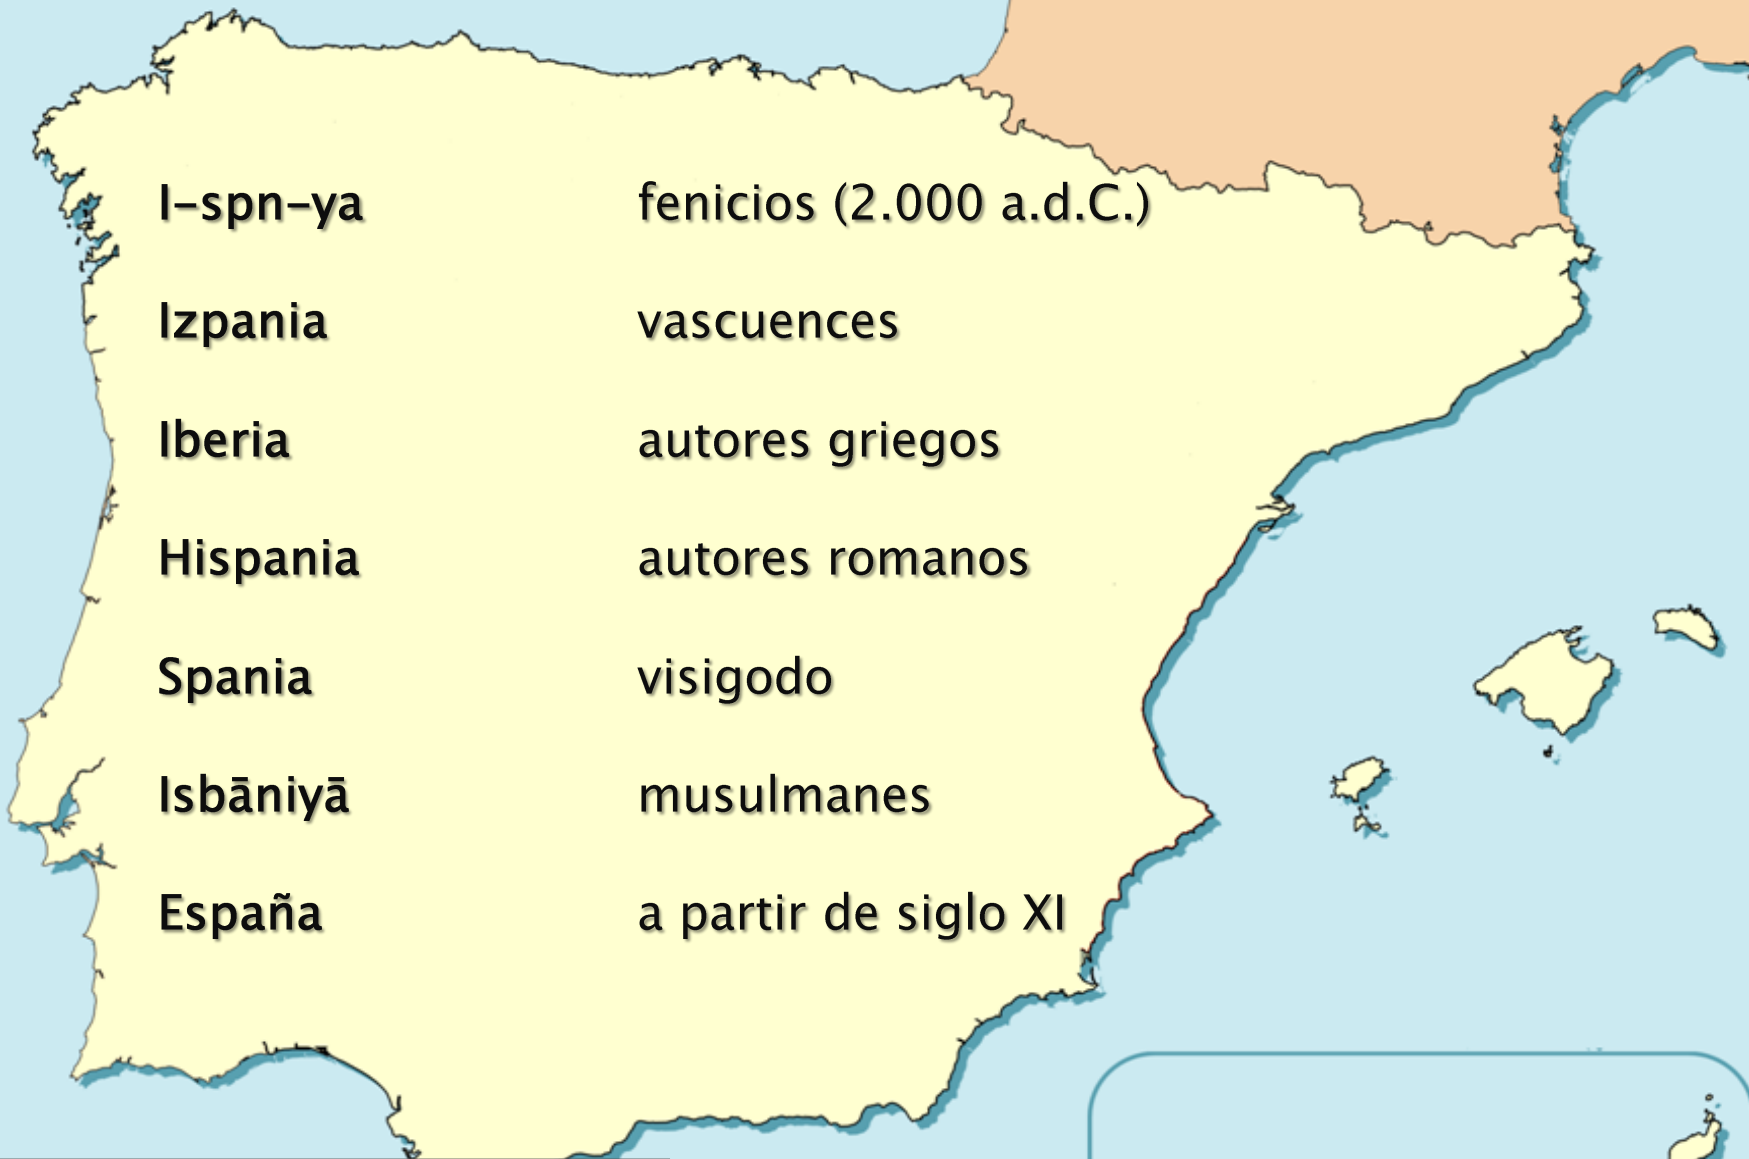 I-spn-ya fenicios (2.000 a.d.C.)
Izpania vascuences
Iberia autores griegos
Hispania autores romanos
Spania visigodo
Isbāniyā musulmanes
España a partir de siglo XI